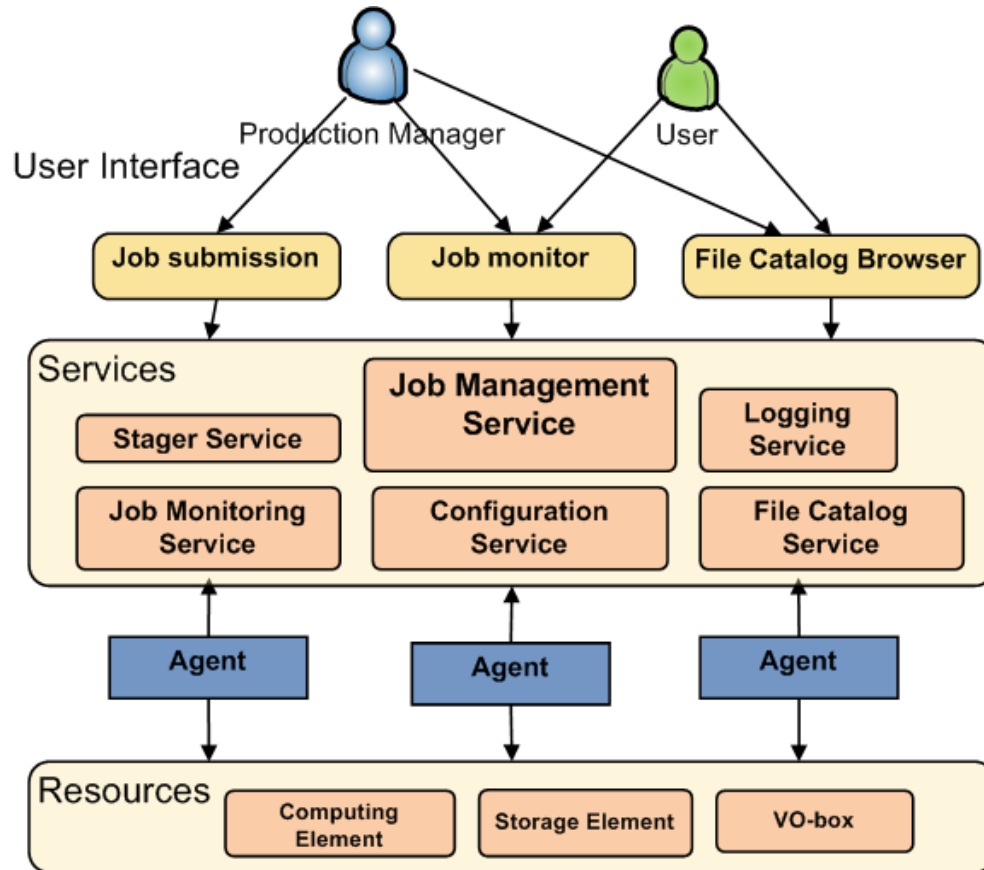 Production Manager
User
User Interface
Job submission
Job monitor
File Catalog Browser
Services
Job Management
Service
Stager Service
Logging
Service
Job Monitoring
Service
Configuration
Service
File Catalog
Service
Agent
Agent
Agent
Resources
Computing
Element
Storage Element
VO-box